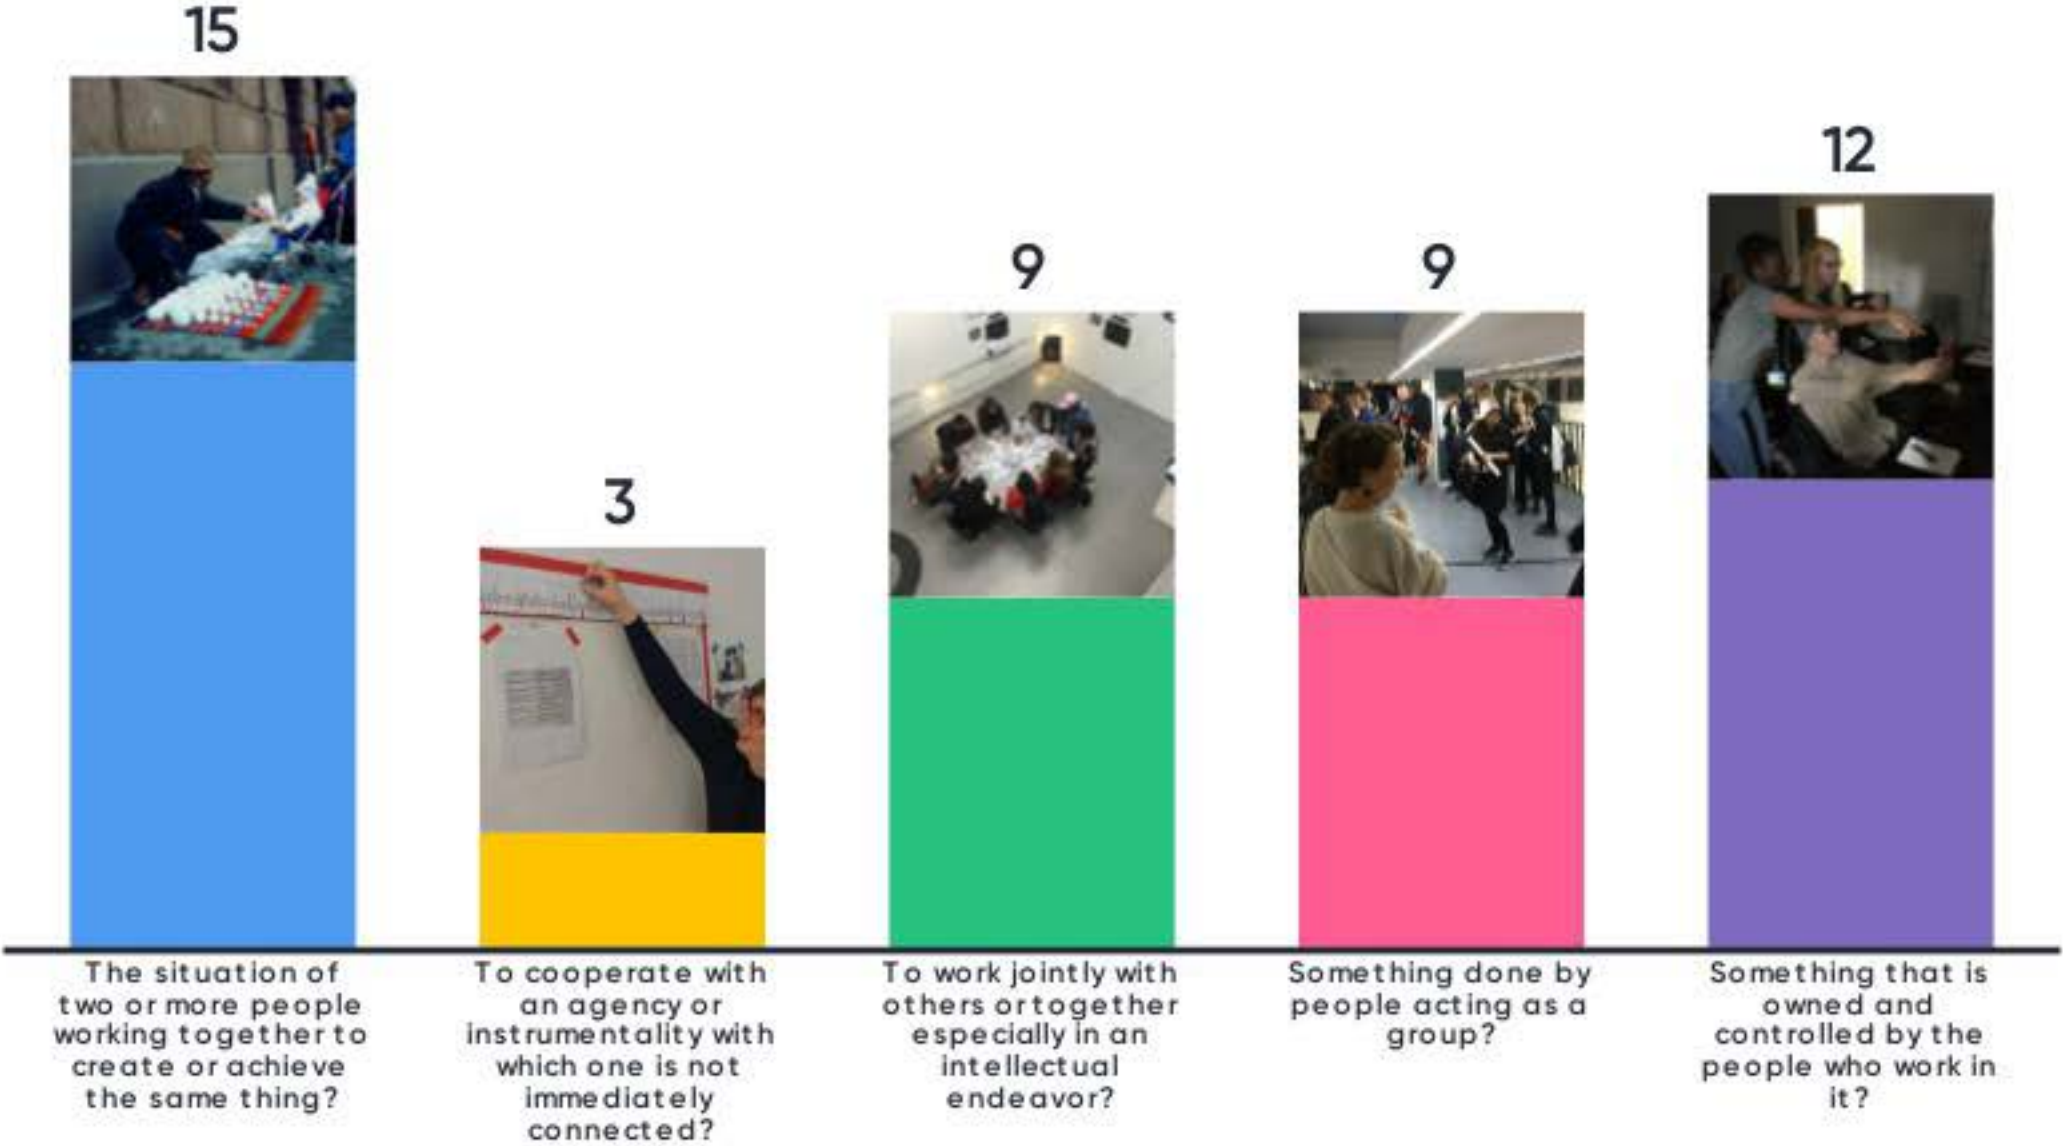 15
3
9
9
12
The situation of
two or more people
working together to
create or achieve
the same thing?
To cooperate with
an agency or
instrumentality with
which one is not
immediately
connected?
To work jointly with
others or together
especially in an
intellectual
endeavor?
Something done by
people acting as a
group?
Something that is
owned and
controlled by the
people who work in
it?